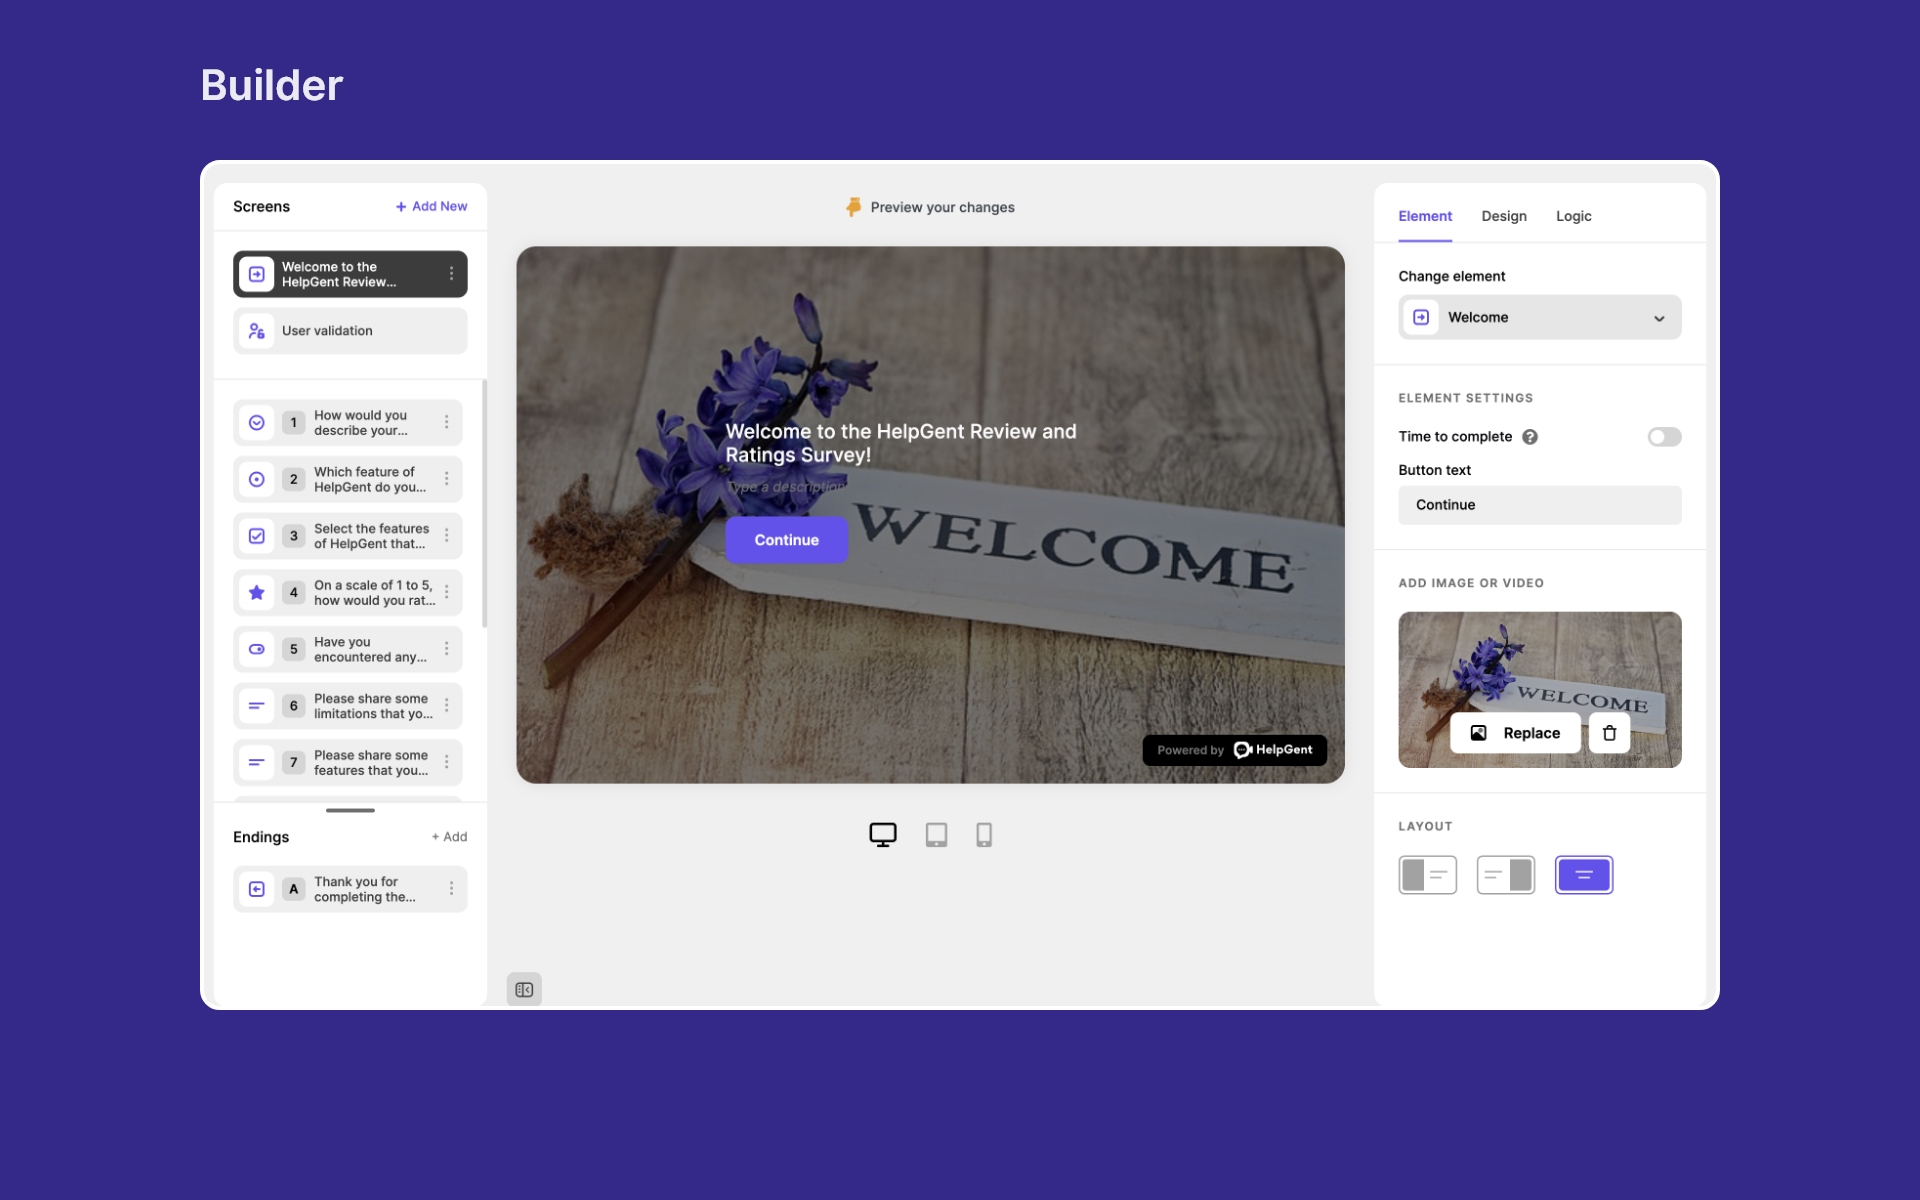 Builder
Screens
+ Add New
Welcome to the
HelpGent Review...
User validation
1
How would you
describe your...
2
Which feature of
HelpGent do you...
3
Select the features
of HelpGent that...
4
On a scale of 1 to 5,
how would you rat...
5
Have you
encountered any...
6
Please share some
limitations that yo...
7
Please share some
features that you...
Endings
+ Add
A
Thank you for
completing the...
Preview your changes
Welcome to the HelpGent Review and
Ratings Survey!
Type a description
Continue
WELCOME
Powered by HelpGent
Element
Design
Logic
Change element
Welcome
ELEMENT SETTINGS
Time to complete ?
Button text
Continue
ADD IMAGE OR VIDEO
WELCOME
Replace
LAYOUT